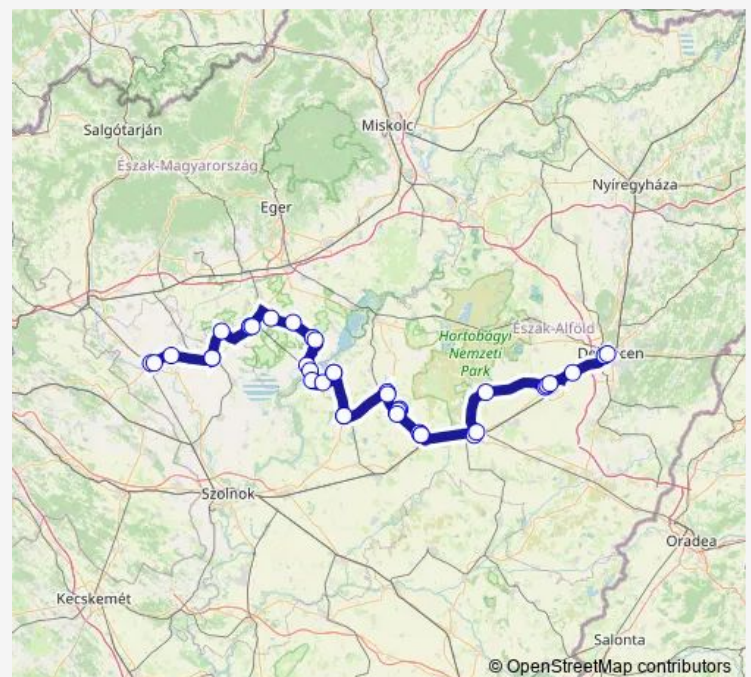 Miskolc
Salgótarján
Észak-Magyarország
Nyíregyháza
Eger
Hortobágyi
Nemzeti
Park
Észak-Alföld
Szolnok
Oradea
Kecskemét
Salonta
© OpenStreetMap contributors